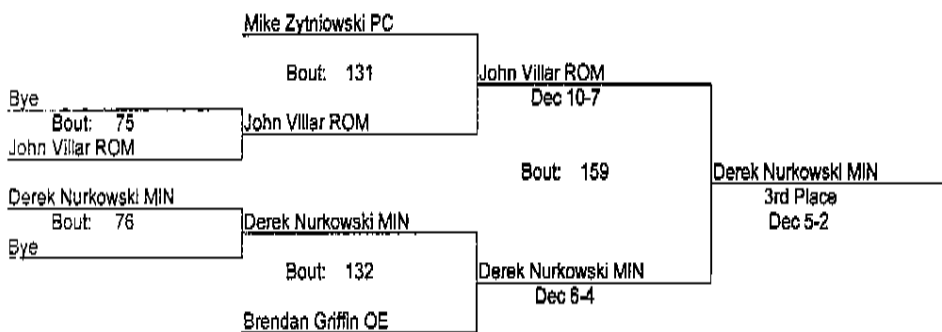 Mike Zytniowski PC
Bout: 131
John Villar ROM
Dec 10-7
Bye
Bout: 75
John Villar ROM
John Villar ROM
Bout: 159
Derek Nurkowski MIN
3rd Place
Dec 5-2
Derek Nurkowski MIN
Bout: 76
Derek Nurkowski MIN
Bye
Bout: 132
Derek Nurkowski MIN
Dec 6-4
Brendan Griffin OE